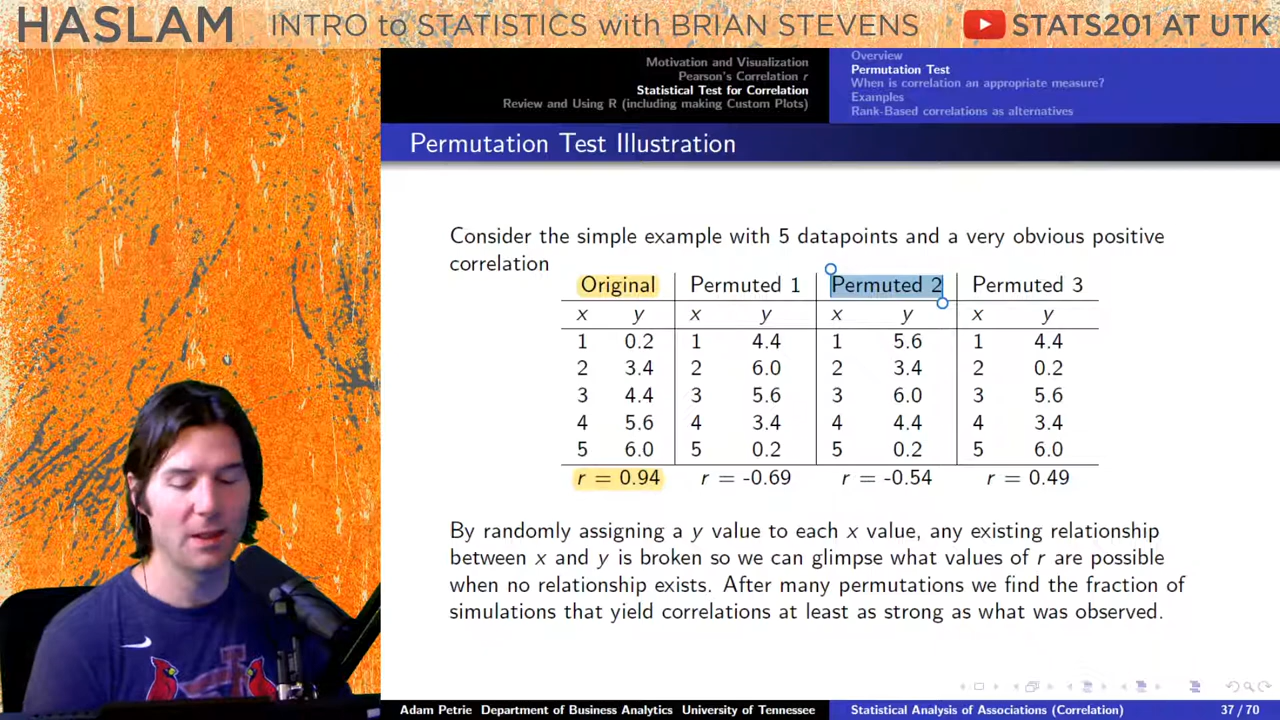 HASLAM INTRO to STATISTICS with BRIAN STEVENS STATS201 AT UTK
Motivation and Visualization
Pearson's Correlation r
Statistical Test for Correlation
Review and Using R (including making Custom Plots)
Overview
Permutation Test
When is correlation an appropriate measure?
Examples
Rank-Based correlations as alternatives
Permutation Test Illustration
Consider the simple example with 5 datapoints and a very obvious positive
correlation
Original Permuted 1 Permuted 2 Permuted 3
x y x y x y x y
1 0.2 1 4.4 1 5.6 1 4.4
2 3.4 2 6.0 2 3.4 2 0.2
3 4.4 3 5.6 3 6.0 3 5.6
4 5.6 4 3.4 4 4.4 4 3.4
5 6.0 5 0.2 5 0.2 5 6.0
r = 0.94 r = -0.69 r = -0.54 r = 0.49
By randomly assigning a y value to each x value, any existing relationship
between x and y is broken so we can glimpse what values of r are possible
when no relationship exists. After many permutations we find the fraction of
simulations that yield correlations at least as strong as what was observed.
Adam Petrie Department of Business Analytics University of Tennessee Statistical Analysis of Associations (Correlation) 37 / 70